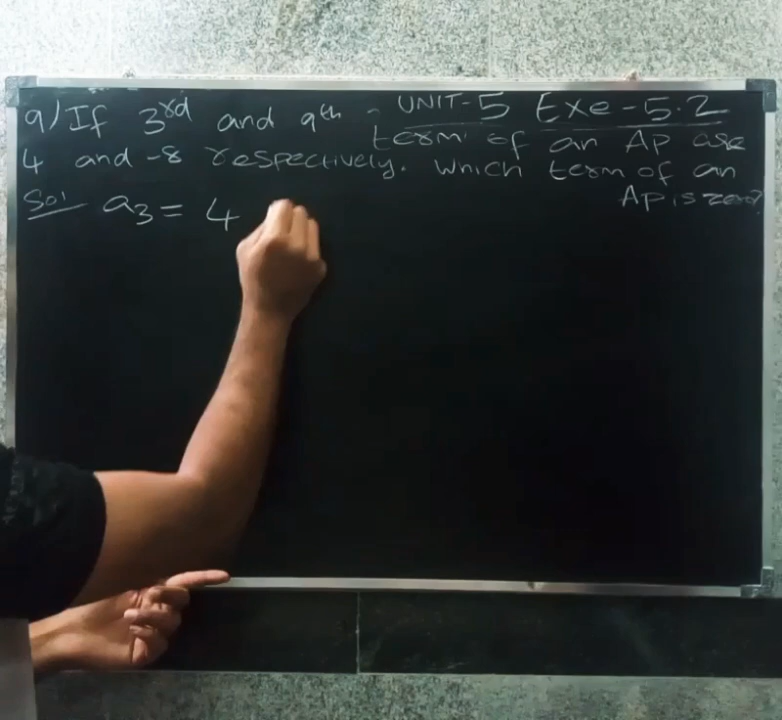 UNIT-5 Exe-5.2
9) If 3rd and 9th term of an AP are
4 and -8 respectively. Which term of an
AP is zero?
Sol a3 = 4